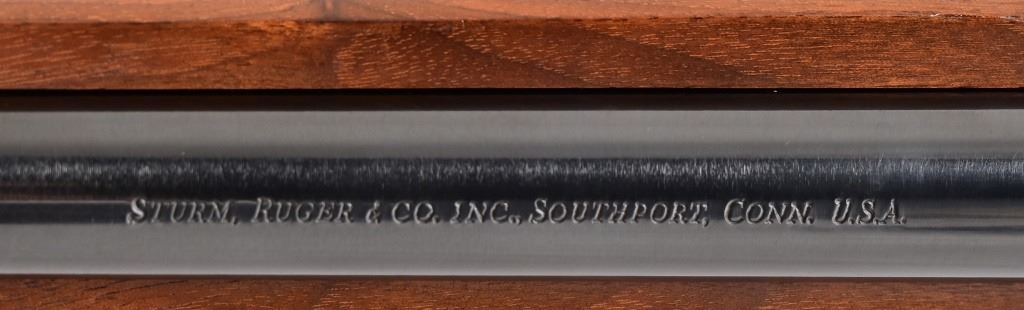 STURM, RUGER & CO. INC., SOUTHPORT, CONN. U.S.A.